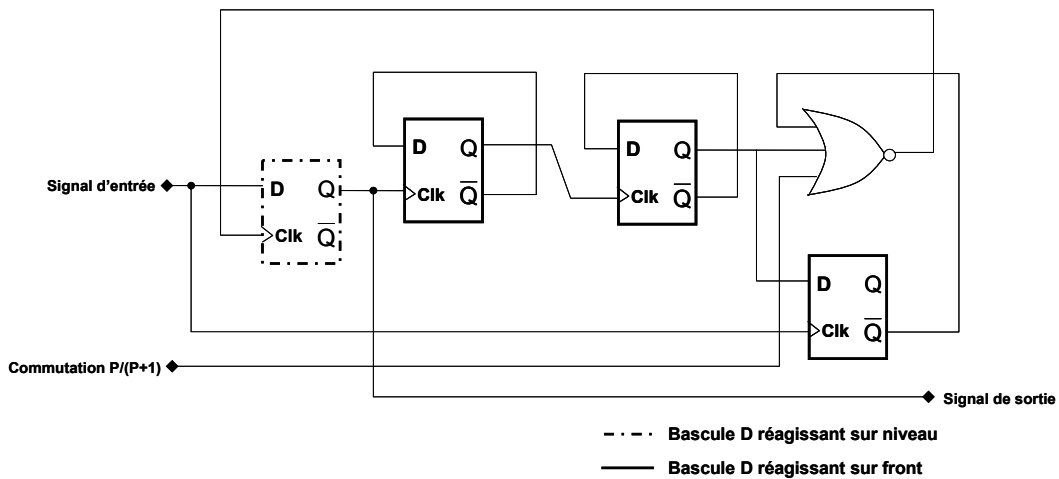 D Q
Clk Q
D Q
Clk Q
Signal d'entrée
D Q
Clk Q
D Q
Clk Q
Commutation P/(P+1)
Signal de sortie
Bascule D réagissant sur niveau
Bascule D réagissant sur front